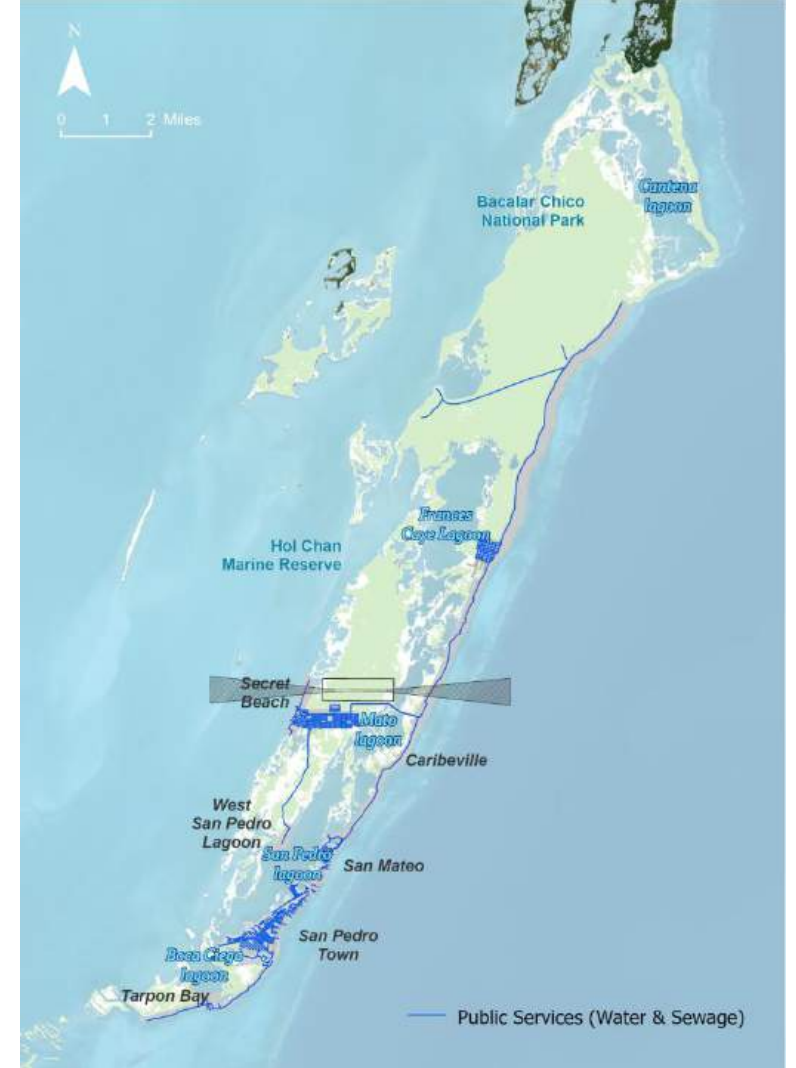 N
0 1 2 Miles
Bacalar Chico
National Park
Cantena
lagoon
Frances
Caye Lagoon
Hol Chan
Marine Reserve
Secret
Beach
Mato
lagoon
Caribeville
West
San Pedro
Lagoon
San Pedro
lagoon
San Mateo
San Pedro
Town
Boca Ciega
lagoon
Tarpon Bay
Public Services (Water & Sewage)